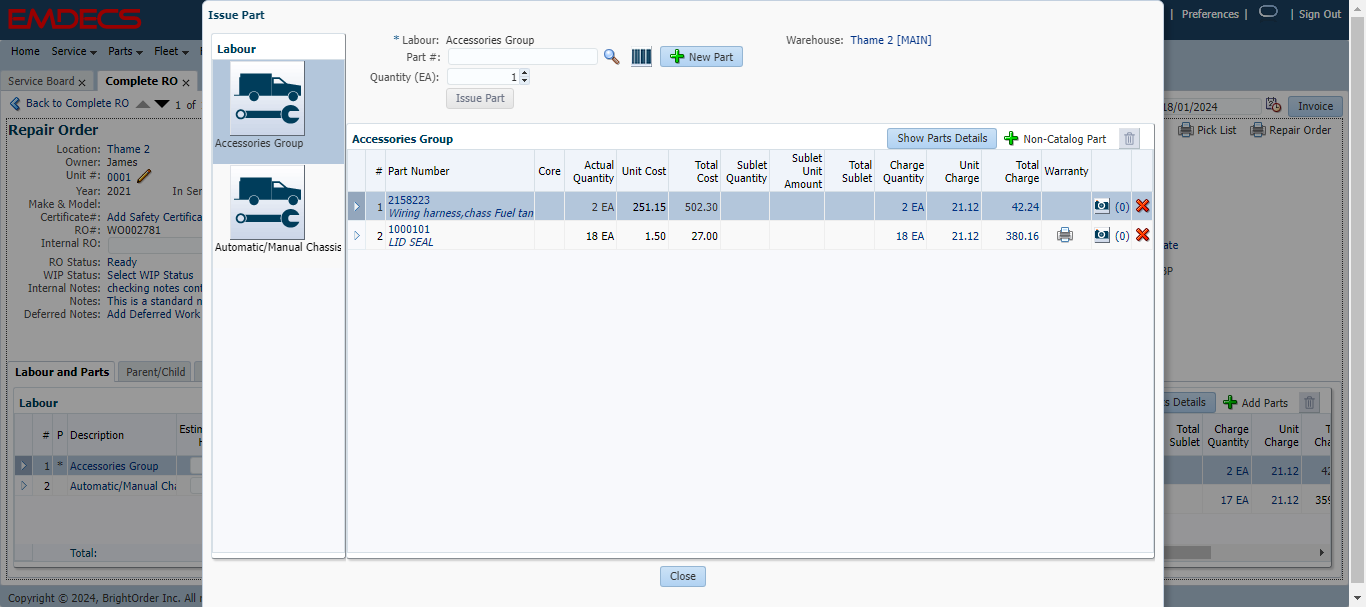 EMDECS
| Preferences | | Sign Out
Home Service Parts Fleet
Service Board x Complete RO x
Back to Complete RO 1 of
18/01/2024 Invoice
Pick List Repair Order
Repair Order
Location: Thame 2
Owner: James
Unit #: 0001
Year: 2021 In Ser
Make & Model:
Certificate#: Add Safety Certifica
RO#: WO002781
Internal RO:
RO Status: Ready
WIP Status: Select WIP Status
Internal Notes: checking notes cont
Notes: This is a standard n
Deferred Notes: Add Deferred Work
Labour and Parts Parent/Child
Labour
# P Description Estim
1 * Accessories Group
2 Automatic/Manual Cha
Total:
Copyright © 2024, BrightOrder Inc. All
Issue Part
Labour
Accessories Group
Automatic/Manual Chassis
* Labour: Accessories Group
Warehouse: Thame 2 [MAIN]
Part #:
New Part
Quantity (EA): 1
Issue Part
Accessories Group
Show Parts Details Non-Catalog Part
# Part Number Core Actual Quantity Unit Cost Total Cost Sublet Quantity Sublet Unit Amount Total Sublet Charge Quantity Unit Charge Total Charge Warranty
1 2158223 2 EA 251.15 502.30 2 EA 21.12 42.24 (0)
Wiring harness,chass Fuel tan
2 1000101 18 EA 1.50 27.00 18 EA 21.12 380.16 (0)
LID SEAL
Close
ate
BP
s Details Add Parts
Total Sublet Charge Quantity Unit Charge T Cha
2 EA 21.12 42
17 EA 21.12 359